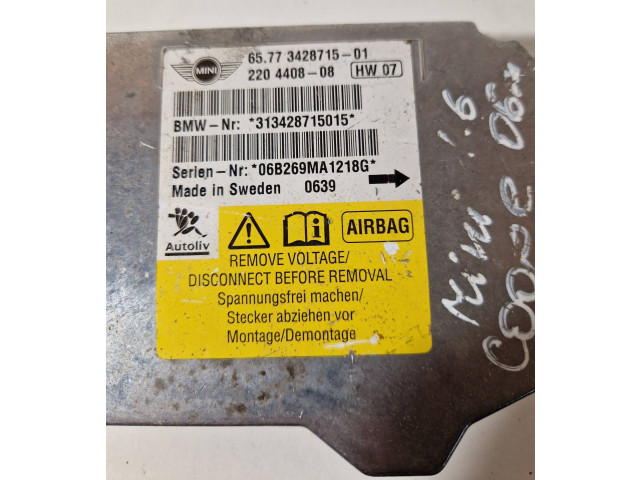 MINI
65.77 3428715-01
220 4408-08 HW 07
BMW-Nr: *313428715015*
Serien-Nr: *06B269MA1218G*
Made in Sweden 0639
Autoliv
AIRBAG
REMOVE VOLTAGE/
DISCONNECT BEFORE REMOVAL
Spannungsfrei machen/
Stecker abziehen vor
Montage/Demontage
Mini 1.6